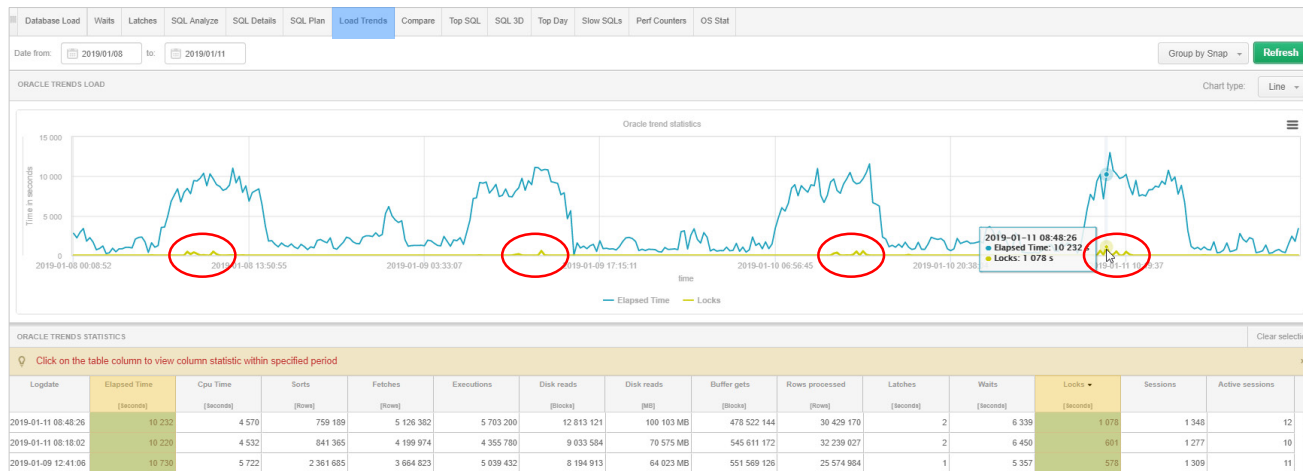 Database Load Waits Latches SQL Analyze SQL Details SQL Plan Load Trends Compare Top SQL SQL 3D Top Day Slow SQLs Perf Counters OS Stat
Date from: 2019/01/08 to: 2019/01/11 Group by Snap Refresh
ORACLE TRENDS LOAD Chart type: Line
Oracle trend statistics
15 000
10 000
5 000
0
Time in seconds
2019-01-11 08:48:26
Elapsed Time: 10 232 s
Locks: 1 078 s
2019-01-08 00:08:52 2019-01-08 13:50:55 2019-01-09 03:33:07 2019-01-09 17:15:11 2019-01-10 06:56:45 2019-01-10 20:38: 2019-01-11 10:19:37
time
Elapsed Time Locks
ORACLE TRENDS STATISTICS Clear selectio
Click on the table column to view column statistic within specified period
Logdate Elapsed Time Cpu Time Sorts Fetches Executions Disk reads Disk reads Buffer gets Rows processed Latches Waits Looks Sessions Active sessions
[Seconds] [Seconds] [Rows] [Rows] [Blocks] [MB] [Blocks] [Rows] [Seconds] [Seconds] [Seconds]
2019-01-11 08:48:26 10 232 4 570 759 189 5 126 382 5 703 200 12 813 121 100 103 MB 478 522 144 30 429 170 2 6 339 1 078 1 348 12
2019-01-11 08:18:02 10 220 4 532 841 365 4 199 974 4 355 780 9 033 584 70 575 MB 545 611 172 32 239 027 2 6 450 601 1 277 10
2019-01-09 12:41:06 10 730 5 722 2 361 685 3 664 823 5 039 432 8 194 913 64 023 MB 551 569 126 25 574 984 1 5 357 578 1 309 11